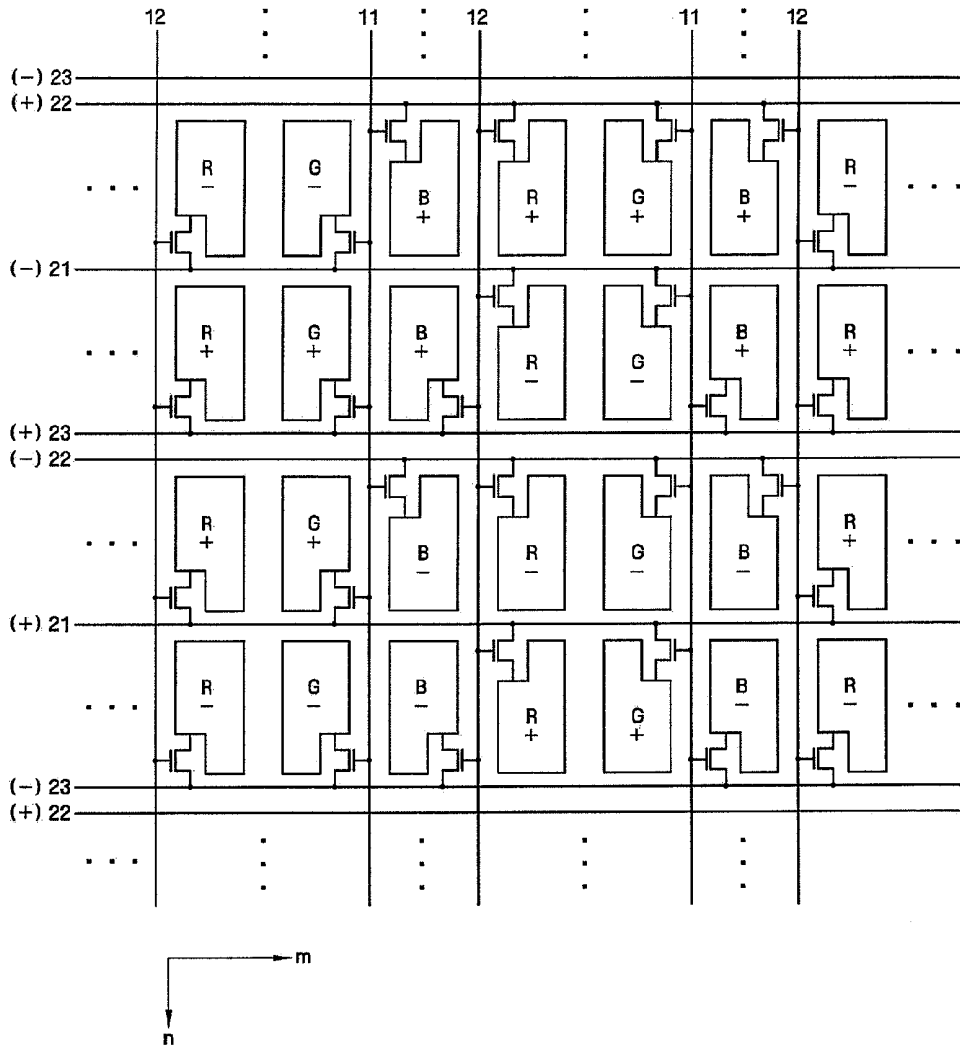 12 11 12 11 12
(-) 23
(+) 22
R - G - B + R + G + B + R -
(-) 21
R + G + B + R - G - B + R +
(+) 23
(-) 22
R + G + B - R - G - B - R +
(+) 21
R - G - B - R + G + B - R -
(-) 23
(+) 22
m
n